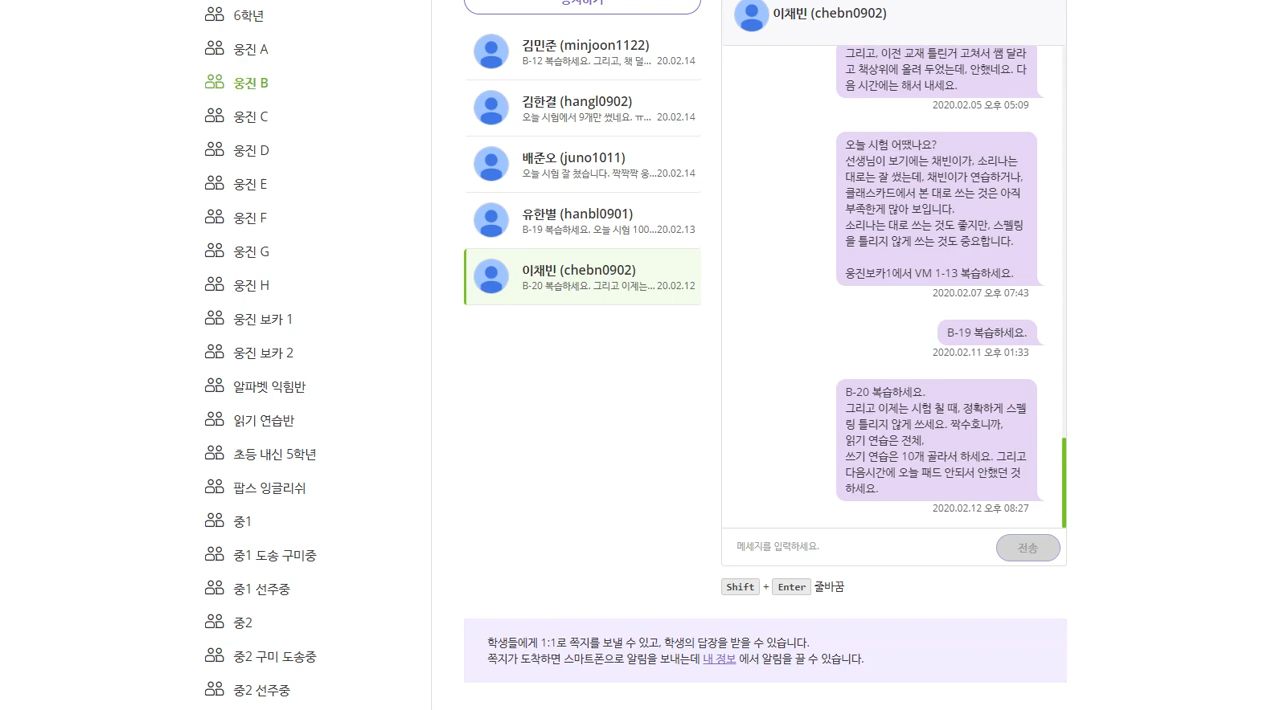 6학년
웅진 A
웅진 B
웅진 C
웅진 D
웅진 E
웅진 F
웅진 G
웅진 H
웅진 보카 1
웅진 보카 2
알파벳 익힘반
읽기 연습반
초등 내신 5학년
팝스 잉글리쉬
중1
중1 도송 구미중
중1 선주중
중2
중2 구미 도송중
중2 선주중
김민준 (minjoon1122)
B-12 복습하세요. 그리고, 책 덜... 20.02.14
김한결 (hangl0902)
오늘 시험에서 9개만 썼네요. ㅠ... 20.02.14
배준오 (juno1011)
오늘 시험 잘 쳤습니다. 짝짝짝 웅...20.02.14
유한별 (hanbl0901)
B-19 복습하세요. 오늘 시험 100...20.02.13
이채빈 (chebn0902)
B-20 복습하세요. 그리고 이제는... 20.02.12
이채빈 (chebn0902)
그리고, 이전 교재 틀린거 고쳐서 쌤 달라
고 책상위에 올려 두었는데, 안했네요. 다
음 시간에는 해서 내세요.
2020.02.05 오후 05:09
오늘 시험 어땠나요?
선생님이 보기에는 채빈이가, 소리나는
대로는 잘 썼는데, 채빈이가 연습하거나,
클래스카드에서 본 대로 쓰는 것은 아직
부족한게 많아 보입니다.
소리나는 대로 쓰는 것도 좋지만, 스펠링
을 틀리지 않게 쓰는 것도 중요합니다.
웅진보카1에서 VM 1-13 복습하세요.
2020.02.07 오후 07:43
B-19 복습하세요.
2020.02.11 오후 01:33
B-20 복습하세요.
그리고 이제는 시험 칠 때, 정확하게 스펠
링 틀리지 않게 쓰세요. 짝수호니까,
읽기 연습은 전체,
쓰기 연습은 10개 골라서 하세요. 그리고
다음시간에 오늘 패드 안되서 안했던 것
하세요.
2020.02.12 오후 08:27
메세지를 입력하세요.
전송
Shift + Enter 줄바꿈
학생들에게 1:1로 쪽지를 보낼 수 있고, 학생의 답장을 받을 수 있습니다.
쪽지가 도착하면 스마트폰으로 알림을 보내는데 내 정보 에서 알림을 끌 수 있습니다.